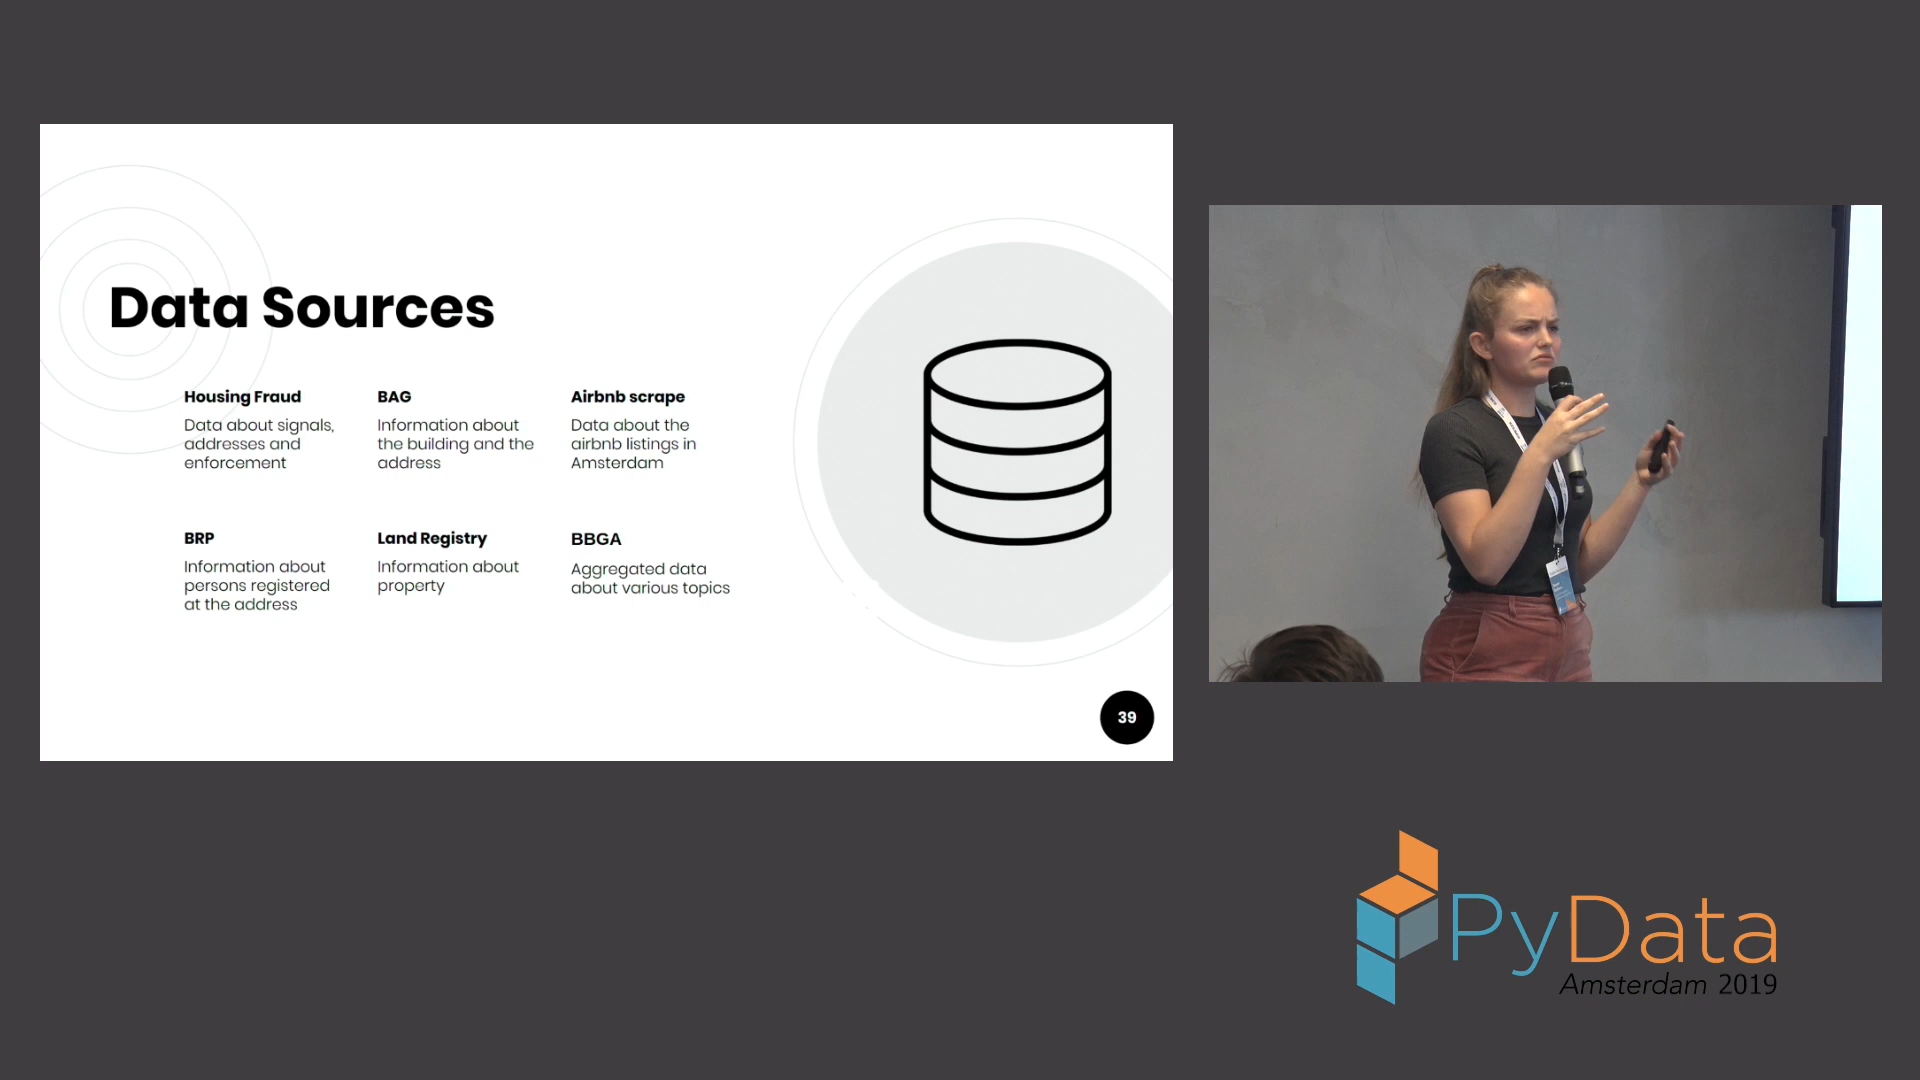 Data Sources
Housing Fraud
Data about signals,
addresses and
enforcement
BAG
Information about
the building and the
address
Airbnb scrape
Data about the
airbnb listings in
Amsterdam
BRP
Information about
persons registered
at the address
Land Registry
Information about
property
BBGA
Aggregated data
about various topics
39
PyData
Amsterdam 2019